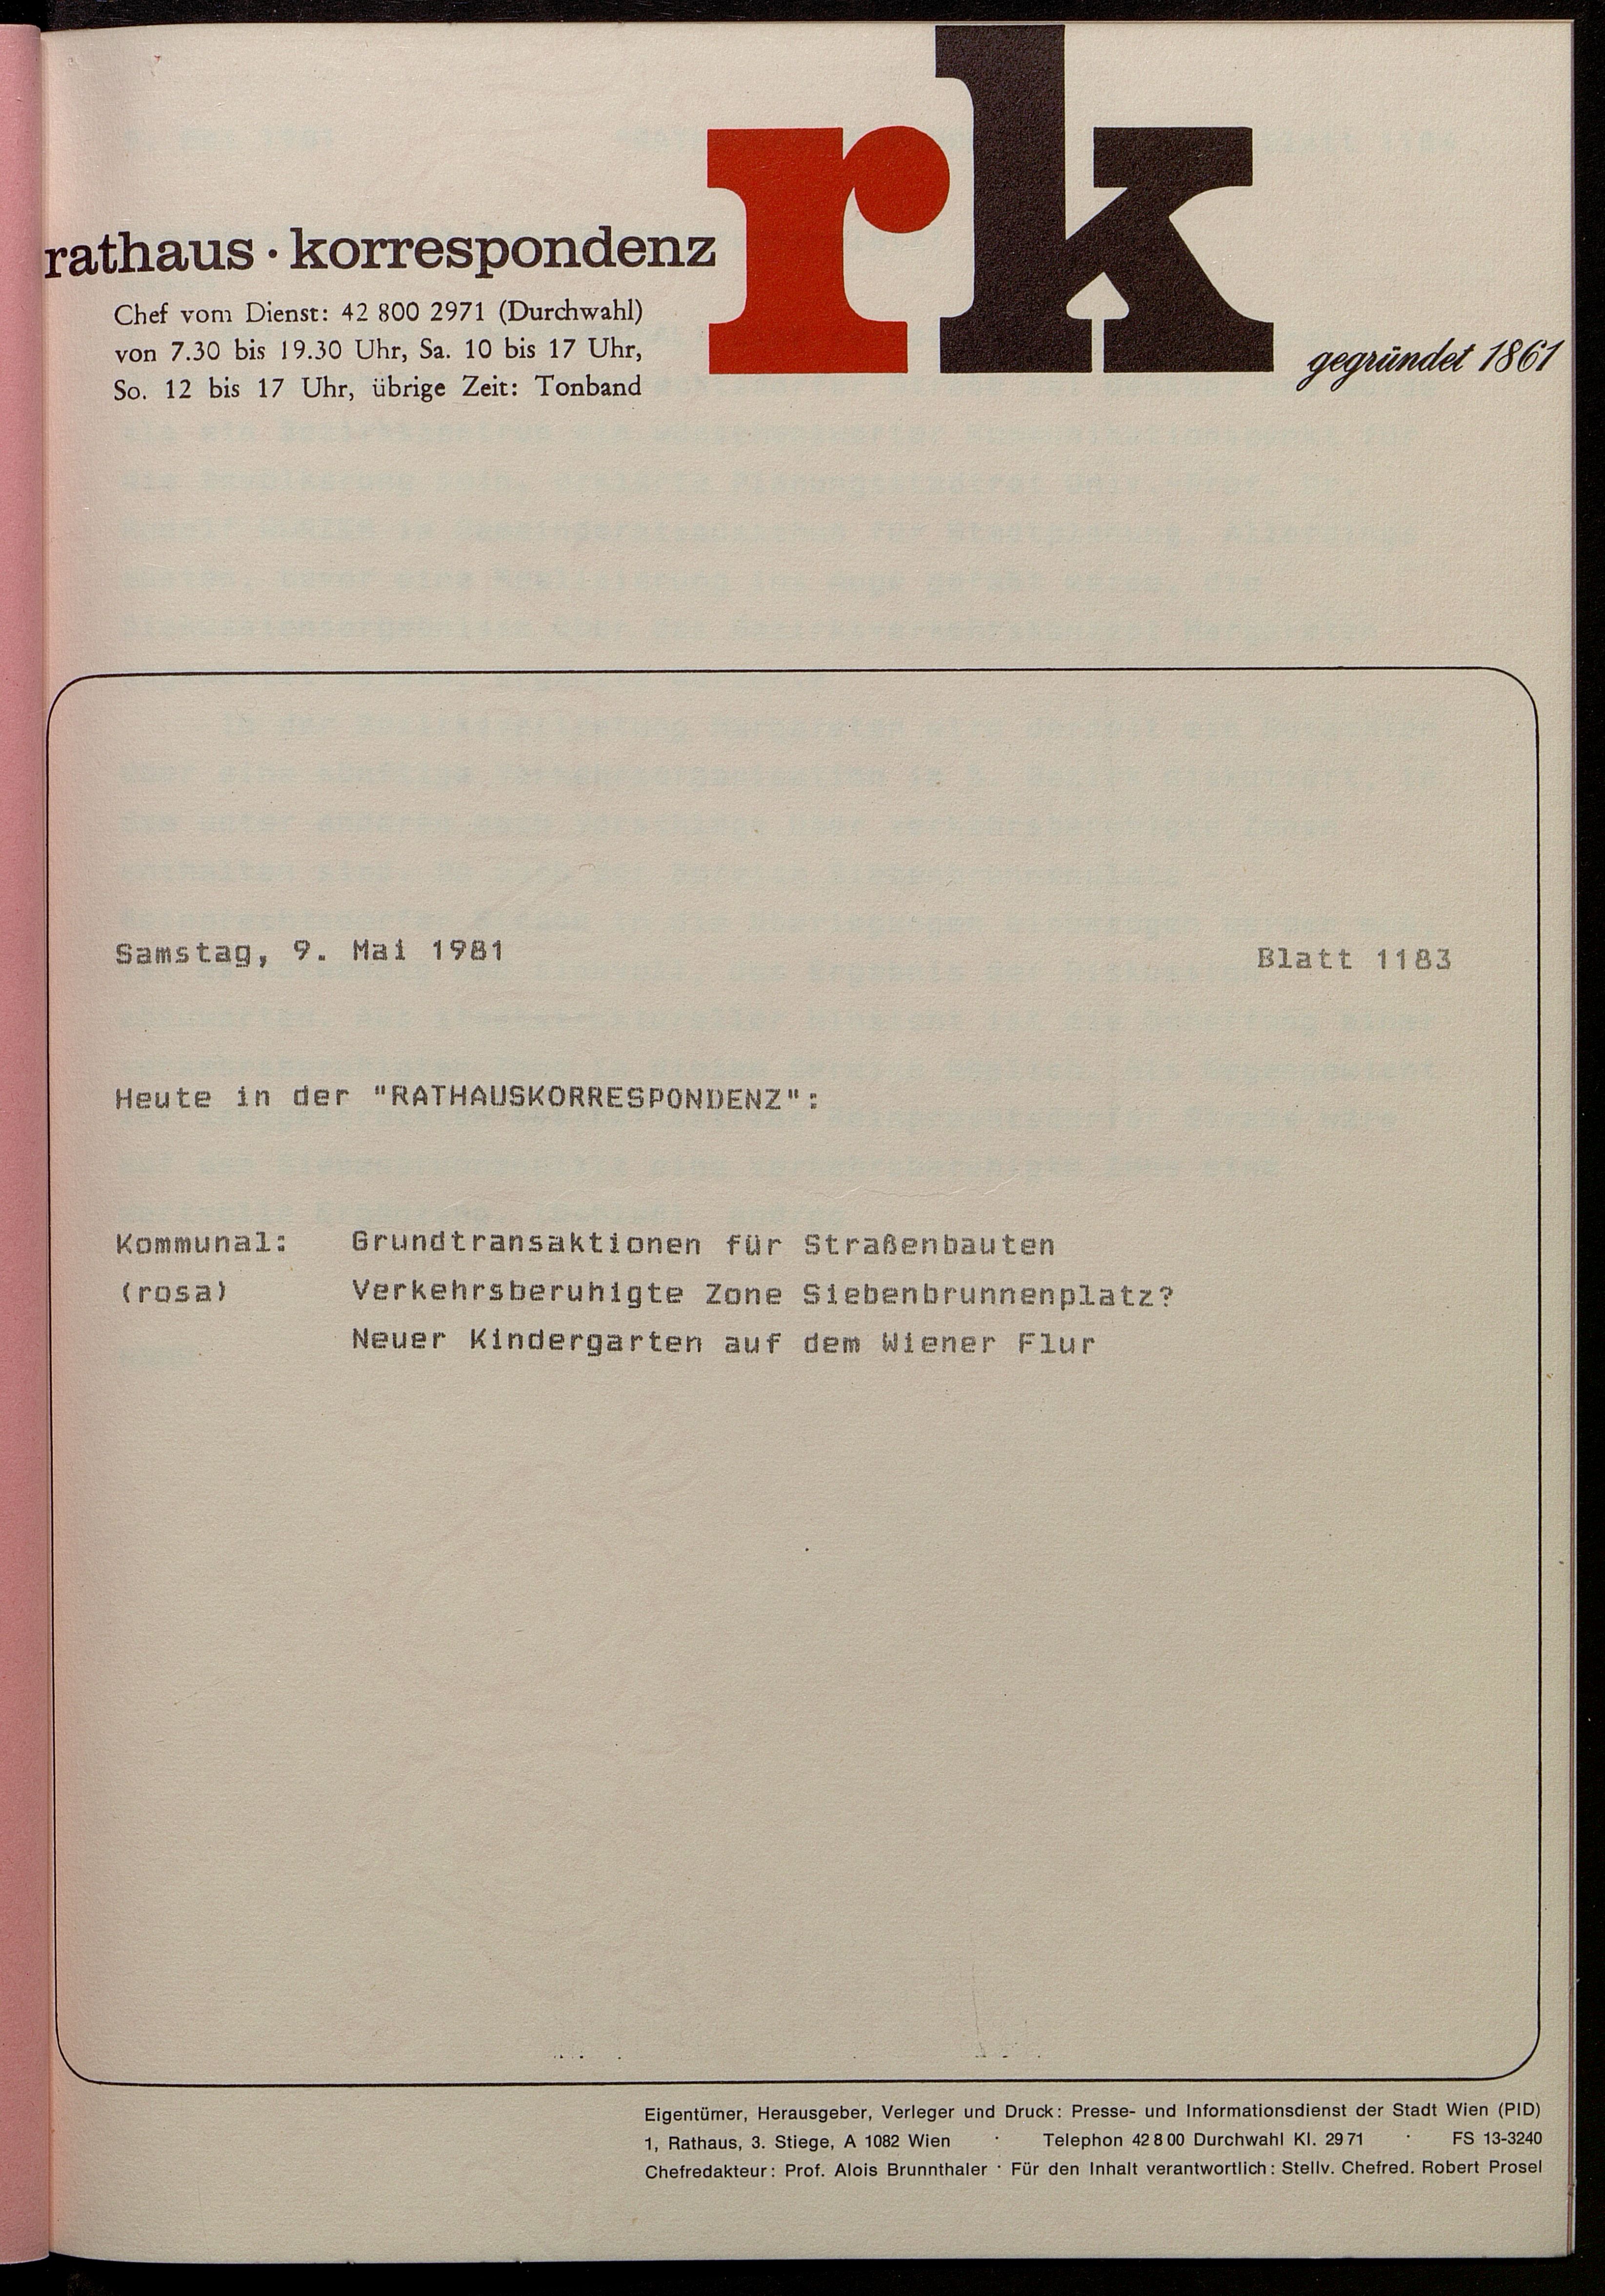 rk
rathaus · korrespondenz
Chef vom Dienst: 42 800 2971 (Durchwahl)
von 7.30 bis 19.30 Uhr, Sa. 10 bis 17 Uhr,
So. 12 bis 17 Uhr, übrige Zeit: Tonband
gegründet 1861
Samstag, 9. Mai 1981 Blatt 1183
Heute in der "RATHAUSKORRESPONDENZ":
Kommunal: Grundtransaktionen für Straßenbauten
(rosa) Verkehrsberuhigte Zone Siebenbrunnenplatz?
Neuer Kindergarten auf dem Wiener Flur
Eigentümer, Herausgeber, Verleger und Druck: Presse- und Informationsdienst der Stadt Wien (PID)
1, Rathaus, 3. Stiege, A 1082 Wien · Telephon 42 8 00 Durchwahl Kl. 29 71 · FS 13-3240
Chefredakteur: Prof. Alois Brunnthaler · Für den Inhalt verantwortlich: Stellv. Chefred. Robert Prosel